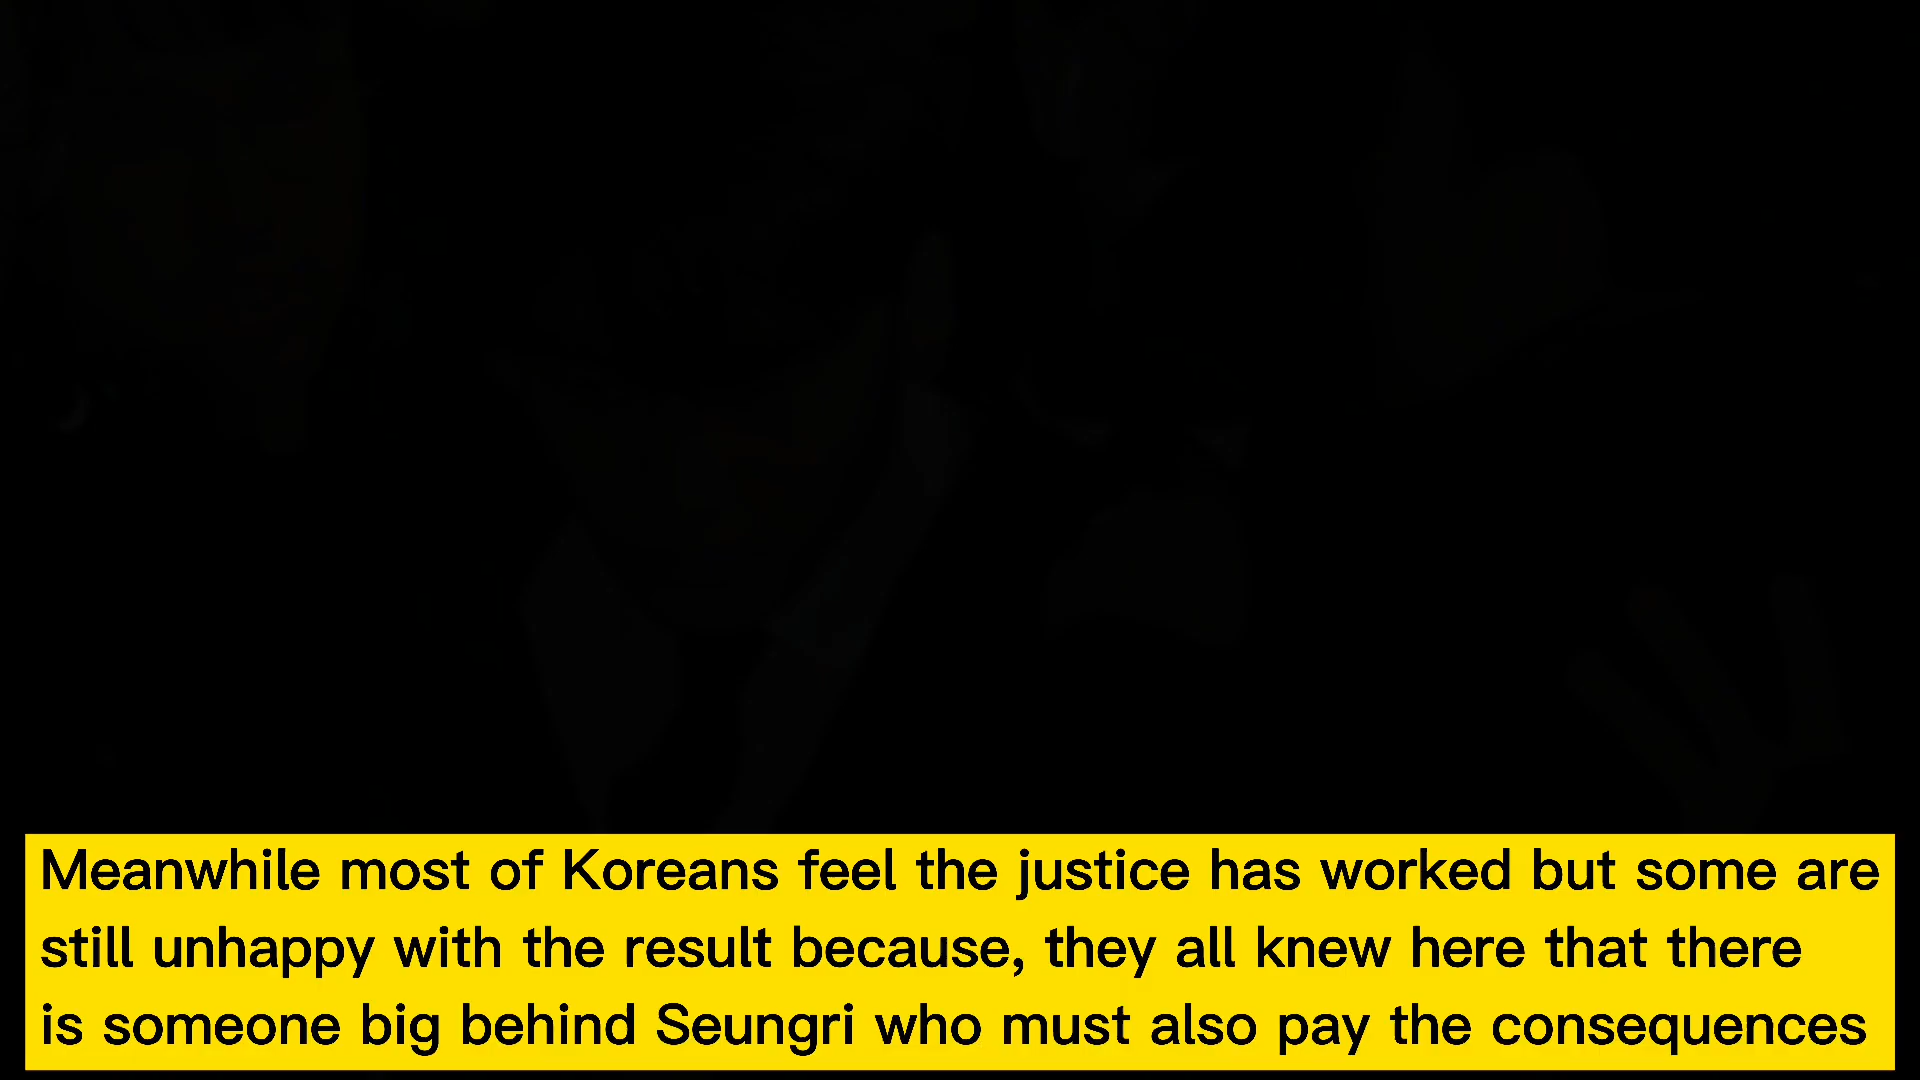 Meanwhile most of Koreans feel the justice has worked but some are
still unhappy with the result because, they all knew here that there
is someone big behind Seungri who must also pay the consequences